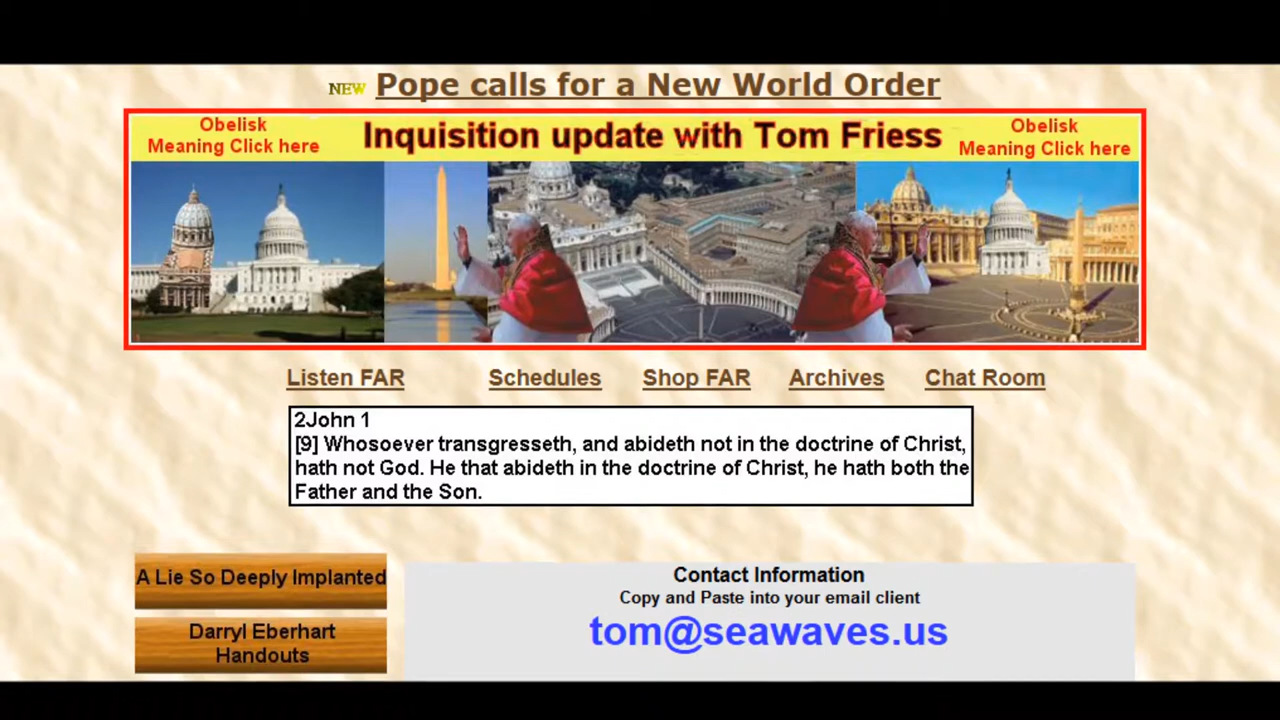 NEW Pope calls for a New World Order
Obelisk
Meaning Click here
Inquisition update with Tom Friess
Obelisk
Meaning Click here
Listen FAR Schedules Shop FAR Archives Chat Room
2John 1
[9] Whosoever transgresseth, and abideth not in the doctrine of Christ,
hath not God. He that abideth in the doctrine of Christ, he hath both the
Father and the Son.
A Lie So Deeply Implanted
Darryl Eberhart
Handouts
Contact Information
Copy and Paste into your email client
tom@seawaves.us